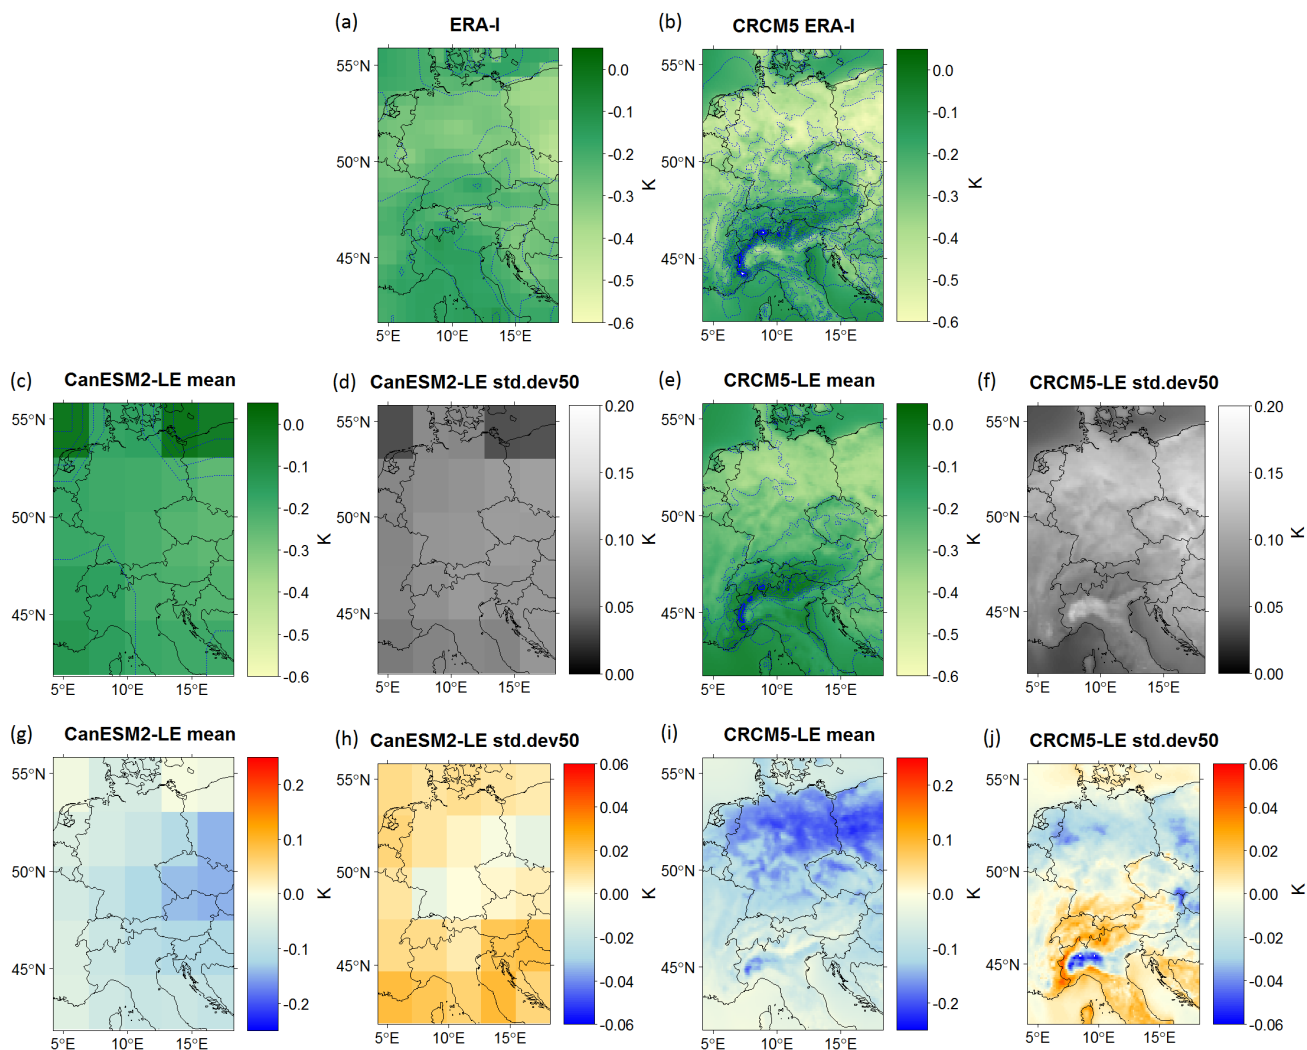 (a) ERA-I
(b) CRCM5 ERA-I
55°N
50°N
45°N
5°E 10°E 15°E
0.0
-0.1
-0.2
-0.3
-0.4
-0.5
-0.6
K
55°N
50°N
45°N
5°E 10°E 15°E
0.0
-0.1
-0.2
-0.3
-0.4
-0.5
-0.6
K
(c) CanESM2-LE mean
(d) CanESM2-LE std.dev50
(e) CRCM5-LE mean
(f) CRCM5-LE std.dev50
55°N
50°N
45°N
5°E 10°E 15°E
0.0
-0.1
-0.2
-0.3
-0.4
-0.5
-0.6
K
55°N
50°N
45°N
5°E 10°E 15°E
0.20
0.15
0.10
0.05
0.00
K
55°N
50°N
45°N
5°E 10°E 15°E
0.0
-0.1
-0.2
-0.3
-0.4
-0.5
-0.6
K
55°N
50°N
45°N
5°E 10°E 15°E
0.20
0.15
0.10
0.05
0.00
K
(g) CanESM2-LE mean
(h) CanESM2-LE std.dev50
(i) CRCM5-LE mean
(j) CRCM5-LE std.dev50
55°N
50°N
45°N
5°E 10°E 15°E
0.2
0.1
0.0
-0.1
-0.2
K
55°N
50°N
45°N
5°E 10°E 15°E
0.06
0.04
0.02
0.00
-0.02
-0.04
-0.06
K
55°N
50°N
45°N
5°E 10°E 15°E
0.2
0.1
0.0
-0.1
-0.2
K
55°N
50°N
45°N
5°E 10°E 15°E
0.06
0.04
0.02
0.00
-0.02
-0.04
-0.06
K